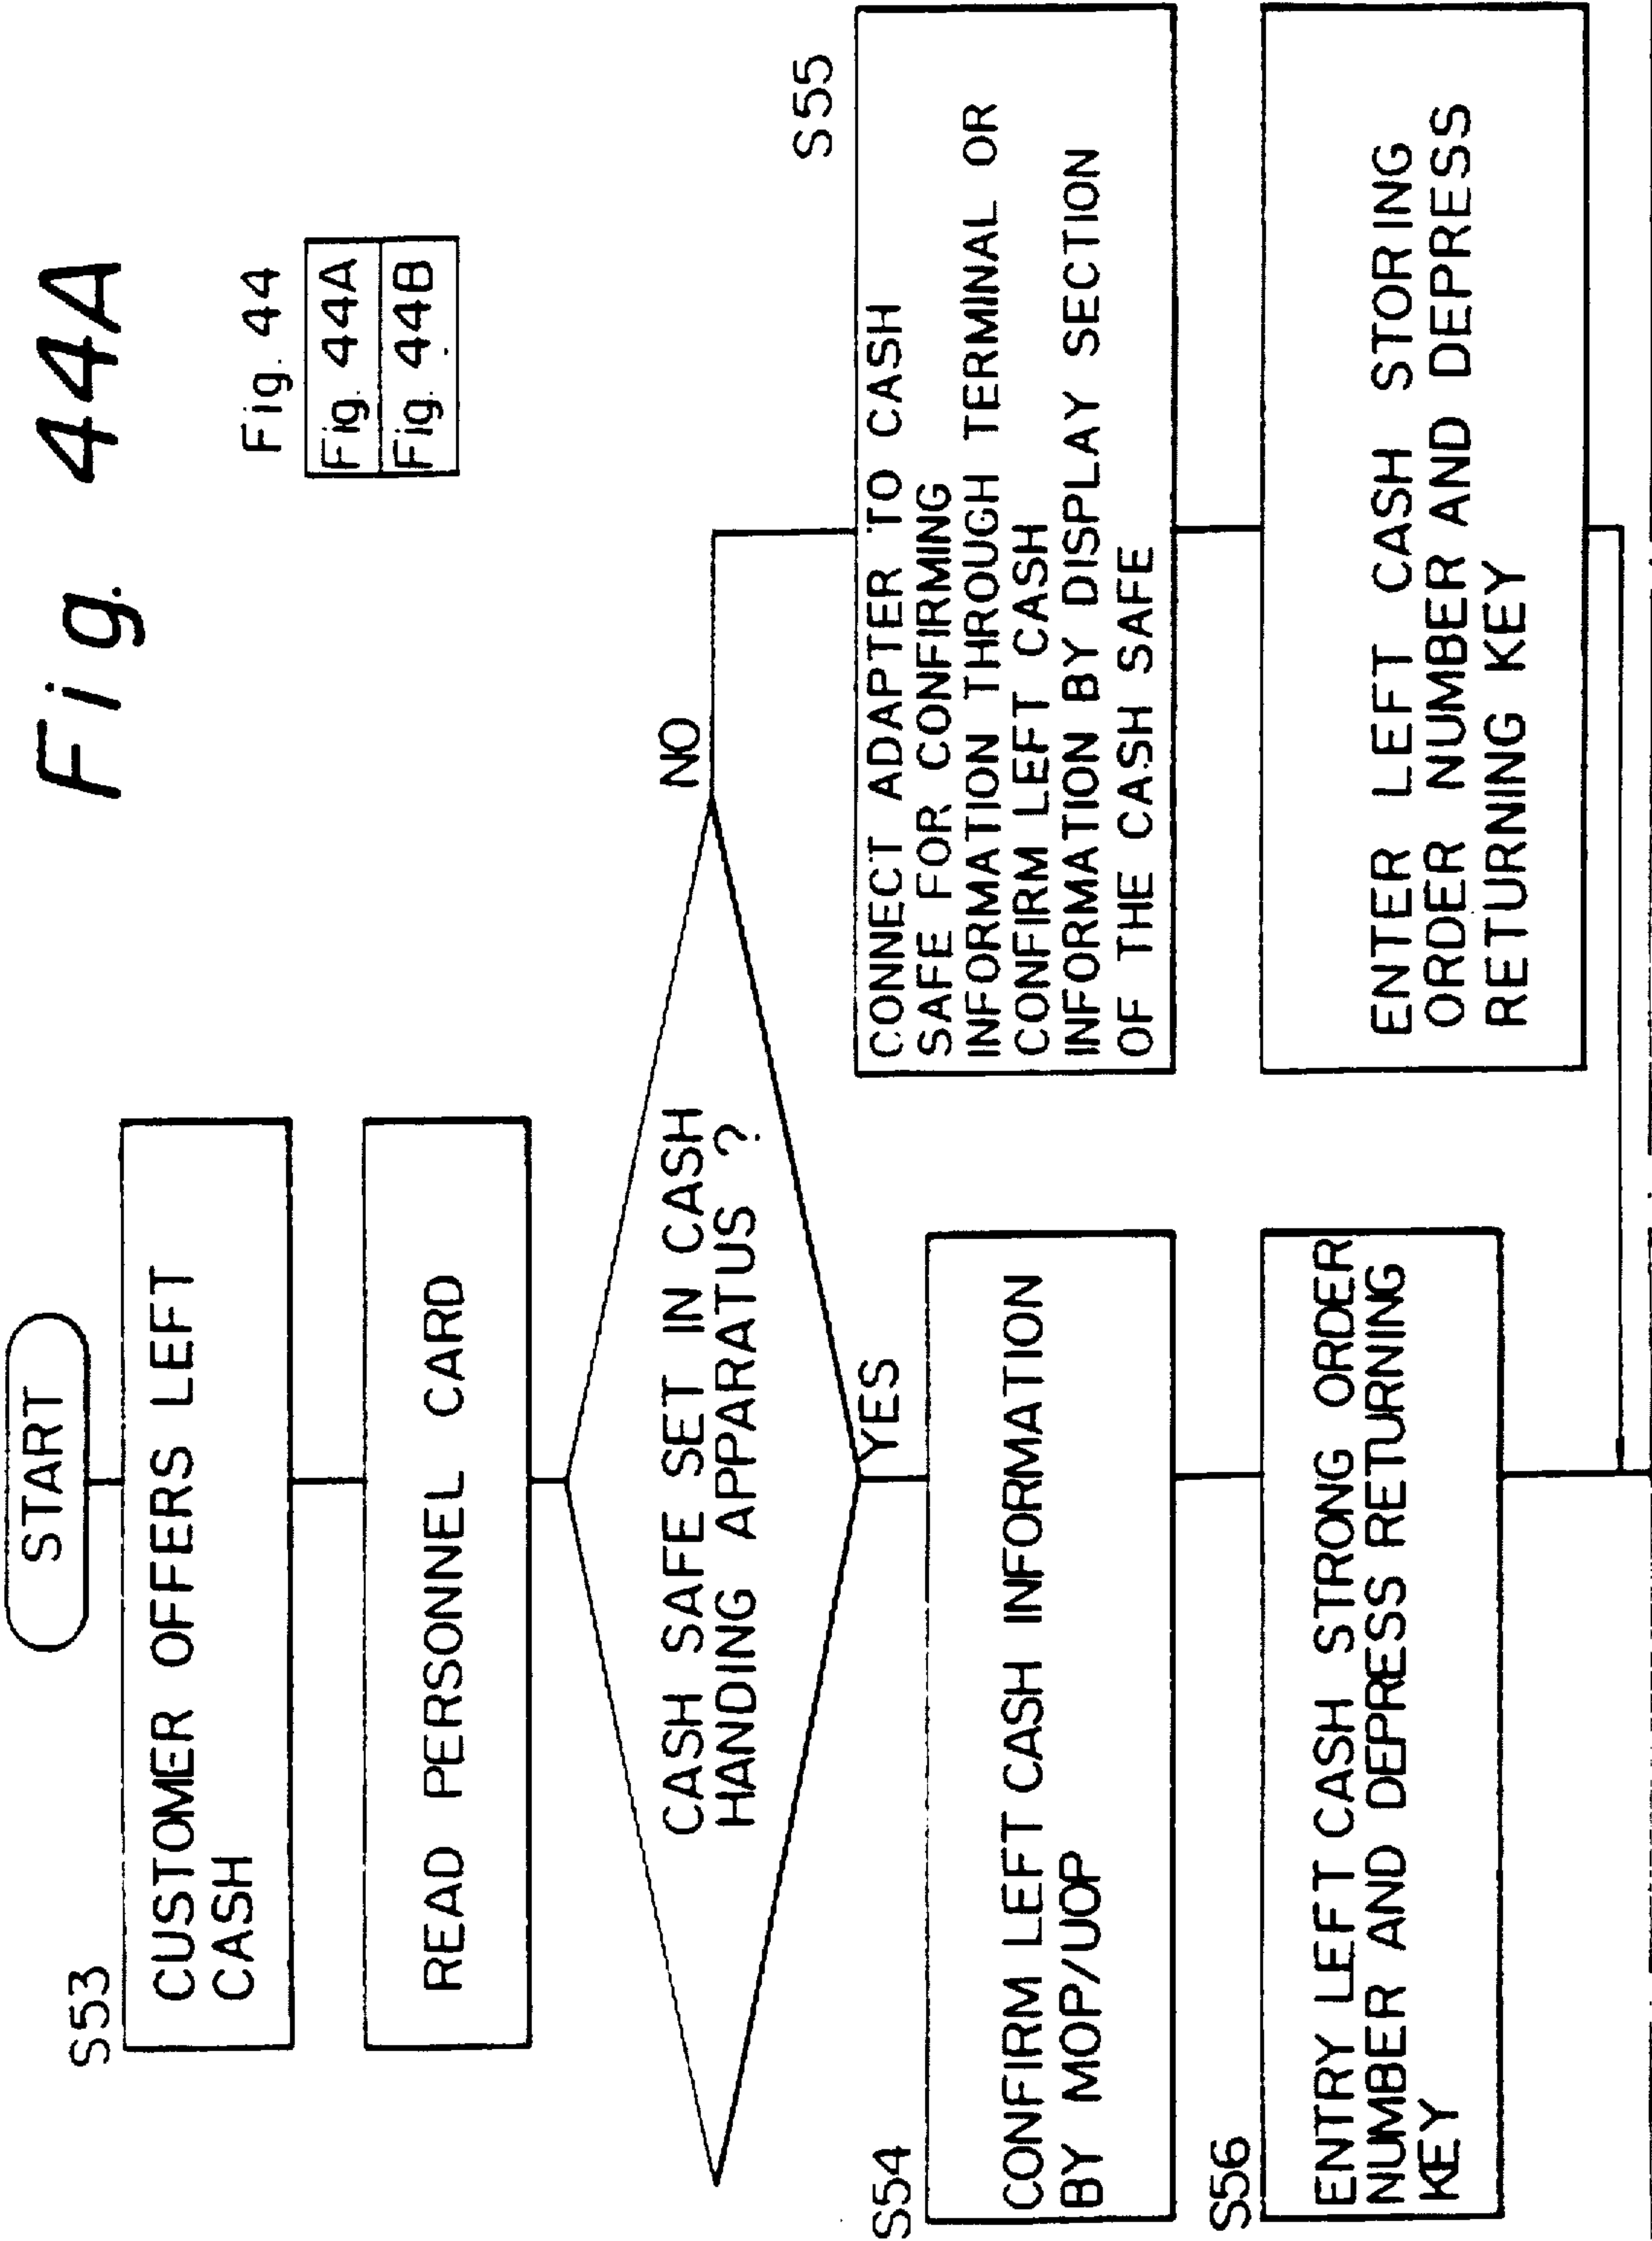 Fig. 44A
Fig. 44
Fig. 44A
Fig. 44B
START
S53
CUSTOMER OFFERS LEFT
CASH
READ PERSONNEL CARD
CASH SAFE SET IN CASH
HANDING APPARATUS ?
NO
YES
S54
CONFIRM LEFT CASH INFORMATION
BY MOP/UOP
S55
CONNECT ADAPTER TO CASH
SAFE FOR CONFIRMING
INFORMATION THROUGH TERMINAL OR
CONFIRM LEFT CASH
INFORMATION BY DISPLAY SECTION
OF THE CASH SAFE
S56
ENTRY LEFT CASH STRONG ORDER
NUMBER AND DEPRESS RETURNING
KEY
ENTER LEFT CASH STORING
ORDER NUMBER AND DEPRESS
RETURNING KEY